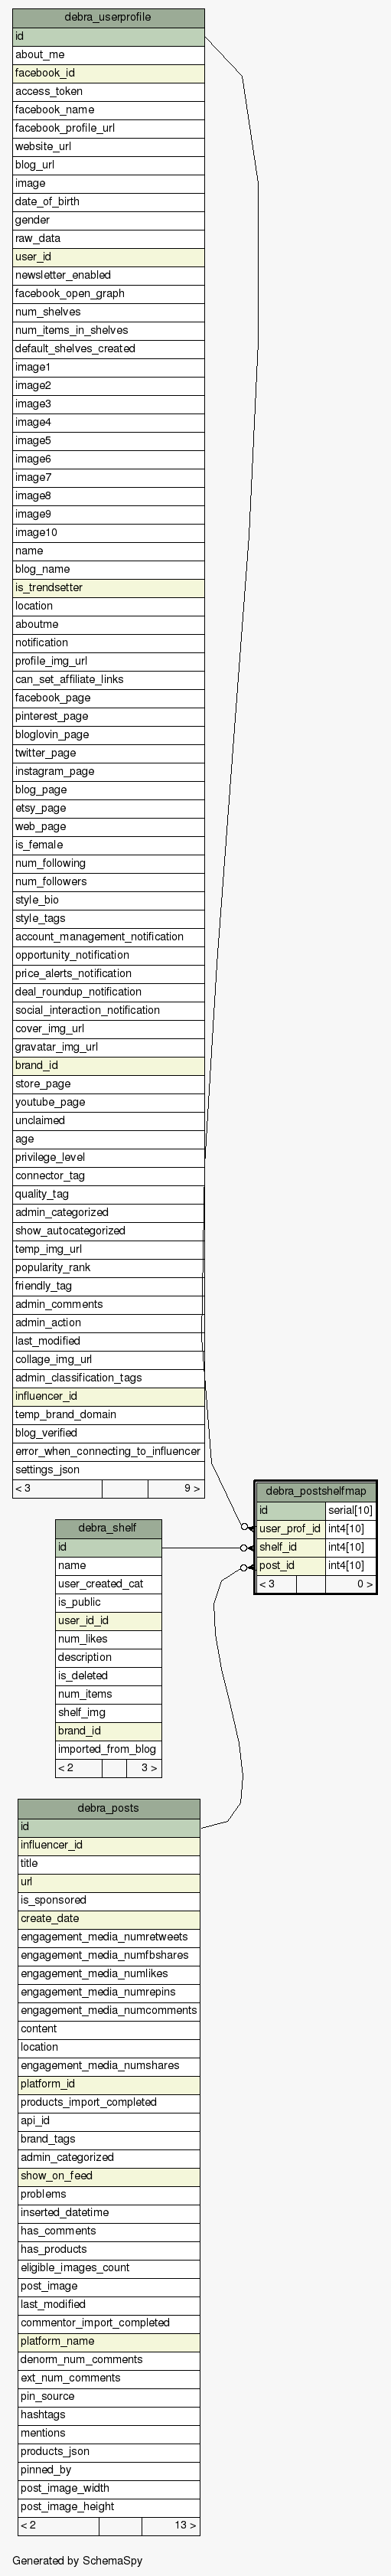 debra_userprofile
id
about_me
facebook_id
access_token
facebook_name
facebook_profile_url
website_url
blog_url
image
date_of_birth
gender
raw_data
user_id
newsletter_enabled
facebook_open_graph
num_shelves
num_items_in_shelves
default_shelves_created
image1
image2
image3
image4
image5
image6
image7
image8
image9
image10
name
blog_name
is_trendsetter
location
aboutme
notification
profile_img_url
can_set_affiliate_links
facebook_page
pinterest_page
bloglovin_page
twitter_page
instagram_page
blog_page
etsy_page
web_page
is_female
num_following
num_followers
style_bio
style_tags
account_management_notification
opportunity_notification
price_alerts_notification
deal_roundup_notification
social_interaction_notification
cover_img_url
gravatar_img_url
brand_id
store_page
youtube_page
unclaimed
age
privilege_level
connector_tag
quality_tag
admin_categorized
show_autocategorized
temp_img_url
popularity_rank
friendly_tag
admin_comments
admin_action
last_modified
collage_img_url
admin_classification_tags
influencer_id
temp_brand_domain
blog_verified
error_when_connecting_to_influencer
settings_json
< 3 9 >
debra_postshelfmap
id serial[10]
user_prof_id int4[10]
shelf_id int4[10]
post_id int4[10]
< 3 0 >
debra_shelf
id
name
user_created_cat
is_public
user_id_id
num_likes
description
is_deleted
num_items
shelf_img
brand_id
imported_from_blog
< 2 3 >
debra_posts
id
influencer_id
title
url
is_sponsored
create_date
engagement_media_numretweets
engagement_media_numfbshares
engagement_media_numlikes
engagement_media_numrepins
engagement_media_numcomments
content
location
engagement_media_numshares
platform_id
products_import_completed
api_id
brand_tags
admin_categorized
show_on_feed
problems
inserted_datetime
has_comments
has_products
eligible_images_count
post_image
last_modified
commentor_import_completed
platform_name
denorm_num_comments
ext_num_comments
pin_source
hashtags
mentions
products_json
pinned_by
post_image_width
post_image_height
< 2 13 >
Generated by SchemaSpy